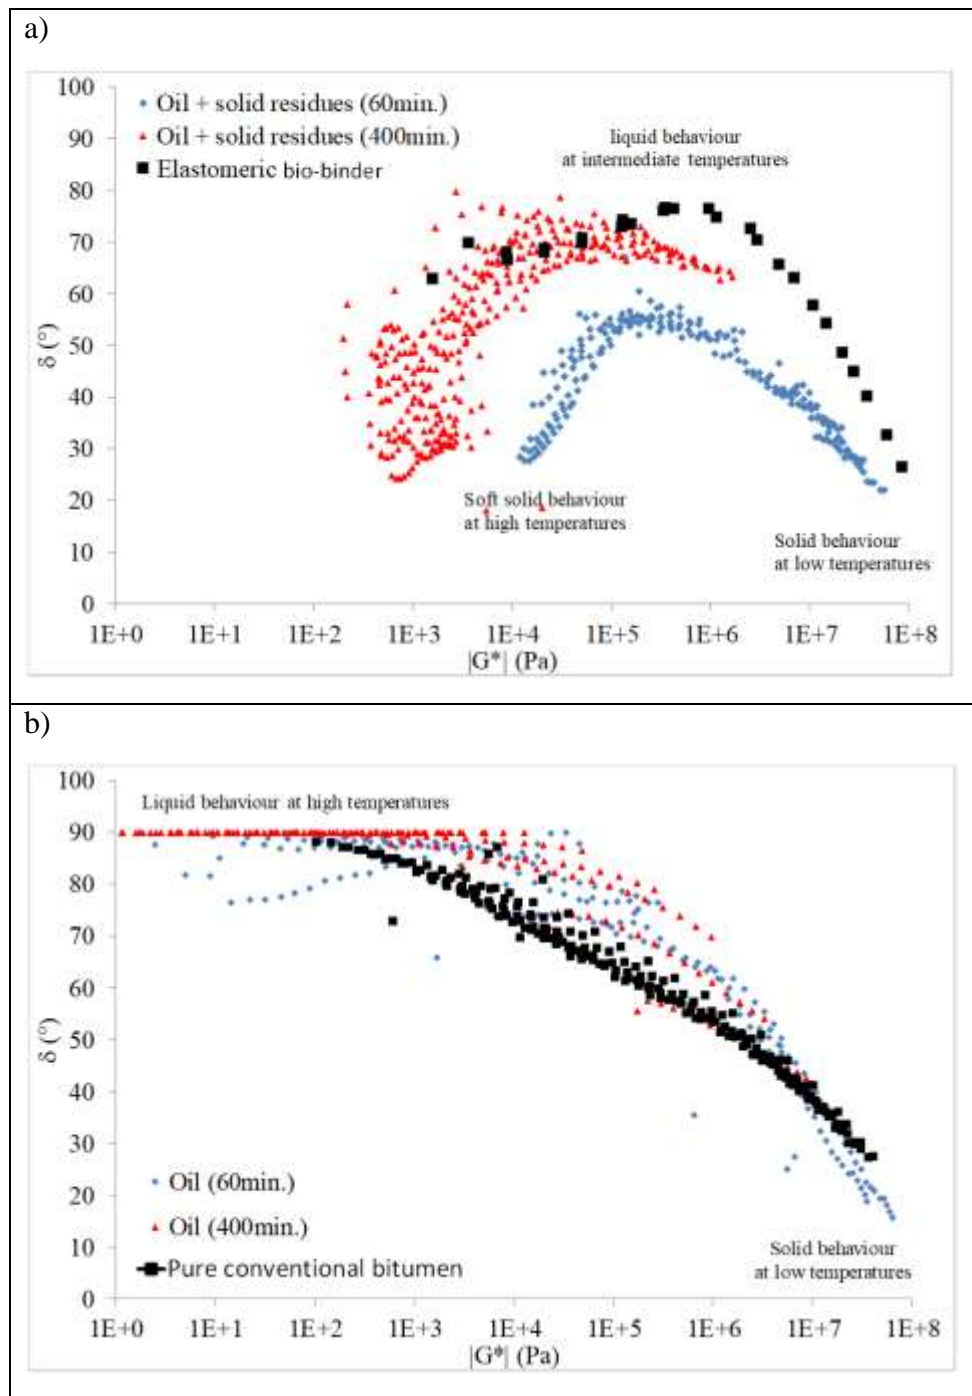 a)
100
90
80
70
60
50
40
30
20
10
0
δ (°)
Oil + solid residues (60min.)
Oil + solid residues (400min.)
Elastomeric bio-binder
liquid behaviour
at intermediate temperatures
Soft solid behaviour
at high temperatures
Solid behaviour
at low temperatures
1E+0 1E+1 1E+2 1E+3 1E+4 1E+5 1E+6 1E+7 1E+8
|G*| (Pa)
b)
100
90
80
70
60
50
40
30
20
10
0
δ (°)
Liquid behaviour at high temperatures
Oil (60min.)
Oil (400min.)
Pure conventional bitumen
Solid behaviour
at low temperatures
1E+0 1E+1 1E+2 1E+3 1E+4 1E+5 1E+6 1E+7 1E+8
|G*| (Pa)